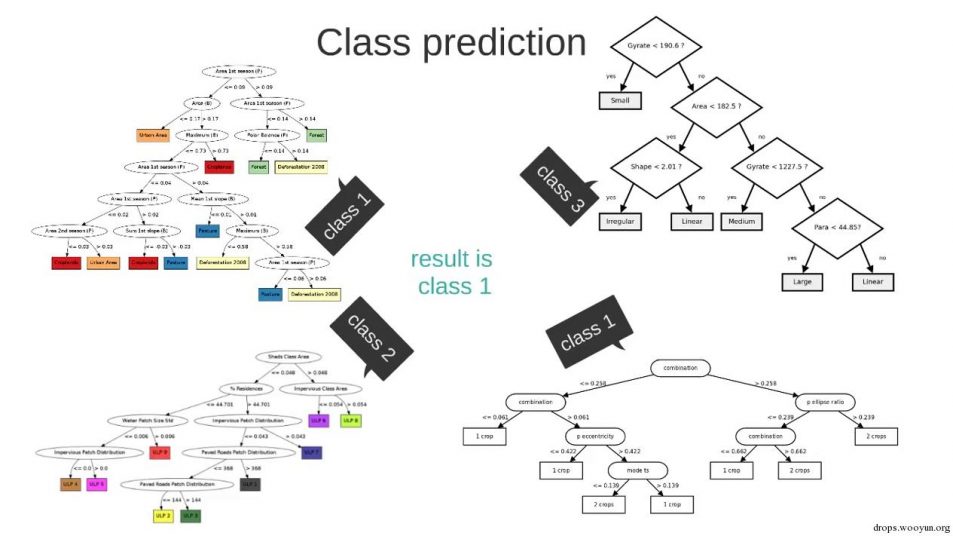 Class prediction
Area 1st season (P)
<= 0.09
> 0.09
Area (B)
Area 1st season (P)
<= 0.17
> 0.17
<= 0.14
> 0.14
Urban Area
Maximum (B)
Forest
<= 0.73
> 0.73
<= 0.14
> 0.14
Area 1st season (P)
Forest
Deforestation 2008
<= 0.04
> 0.04
Area 1st season (P)
Mean 1st slope (B)
<= 0.02
> 0.02
<= 0.01
> 0.01
Area 2nd season (P)
Pasture
Maximum (B)
<= 0.03
> 0.03
<= 0.58
> 0.58
Croplands
Urban Area
Croplands
Pasture
Deforestation 2008
Area 1st season (P)
<= 0.06
> 0.06
Pasture
Deforestation 2008
class 1
Gyrate < 190.6 ?
yes
no
Small
Area < 182.5 ?
yes
no
Shape < 2.01 ?
Gyrate < 1227.5 ?
yes
no
yes
no
Irregular
Linear
Medium
Para < 44.85?
yes
no
Large
Linear
class 3
result is
class 1
class 2
Shads Class Area
<= 0.048
> 0.048
% Residences
Impervious Class Area
<= 44.701
> 44.701
<= 0.054
> 0.054
Water Patch Size Std
Impervious Patch Distribution
ULP 6
ULP 8
<= 0.006
> 0.006
<= 0.043
> 0.043
Impervious Patch Distribution
ULP 9
Paved Roads Patch Distribution
ULP 7
<= 0.0
> 0.0
<= 368
> 368
ULP 4
ULP 5
Paved Roads Patch Distribution
<= 144
> 144
ULP 2
ULP 3
class 1
combination
<= 0.258
> 0.258
combination
p ellipse ratio
<= 0.061
> 0.061
<= 0.239
> 0.239
1 crop
p eccentricity
combination
2 crops
<= 0.422
> 0.422
<= 0.662
> 0.662
1 crop
mode ts
1 crop
2 crops
<= 0.139
> 0.139
2 crops
1 crop
drops.wooyun.org